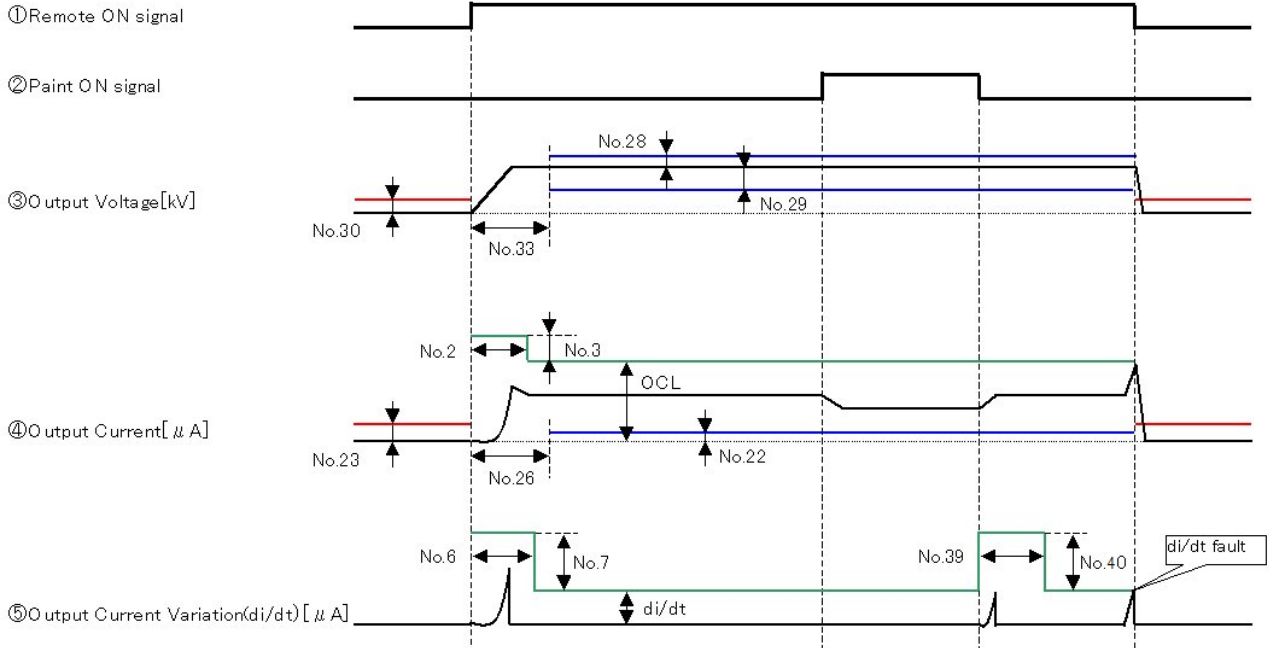 ①Remote ON signal
②Paint ON signal
No.28
③Output Voltage[kV]
No.29
No.30
No.33
No.2
No.3
OCL
④Output Current[μA]
No.23
No.22
No.26
No.6
No.7
No.39
No.40
di/dt fault
⑤Output Current Variation(di/dt)[μA]
di/dt